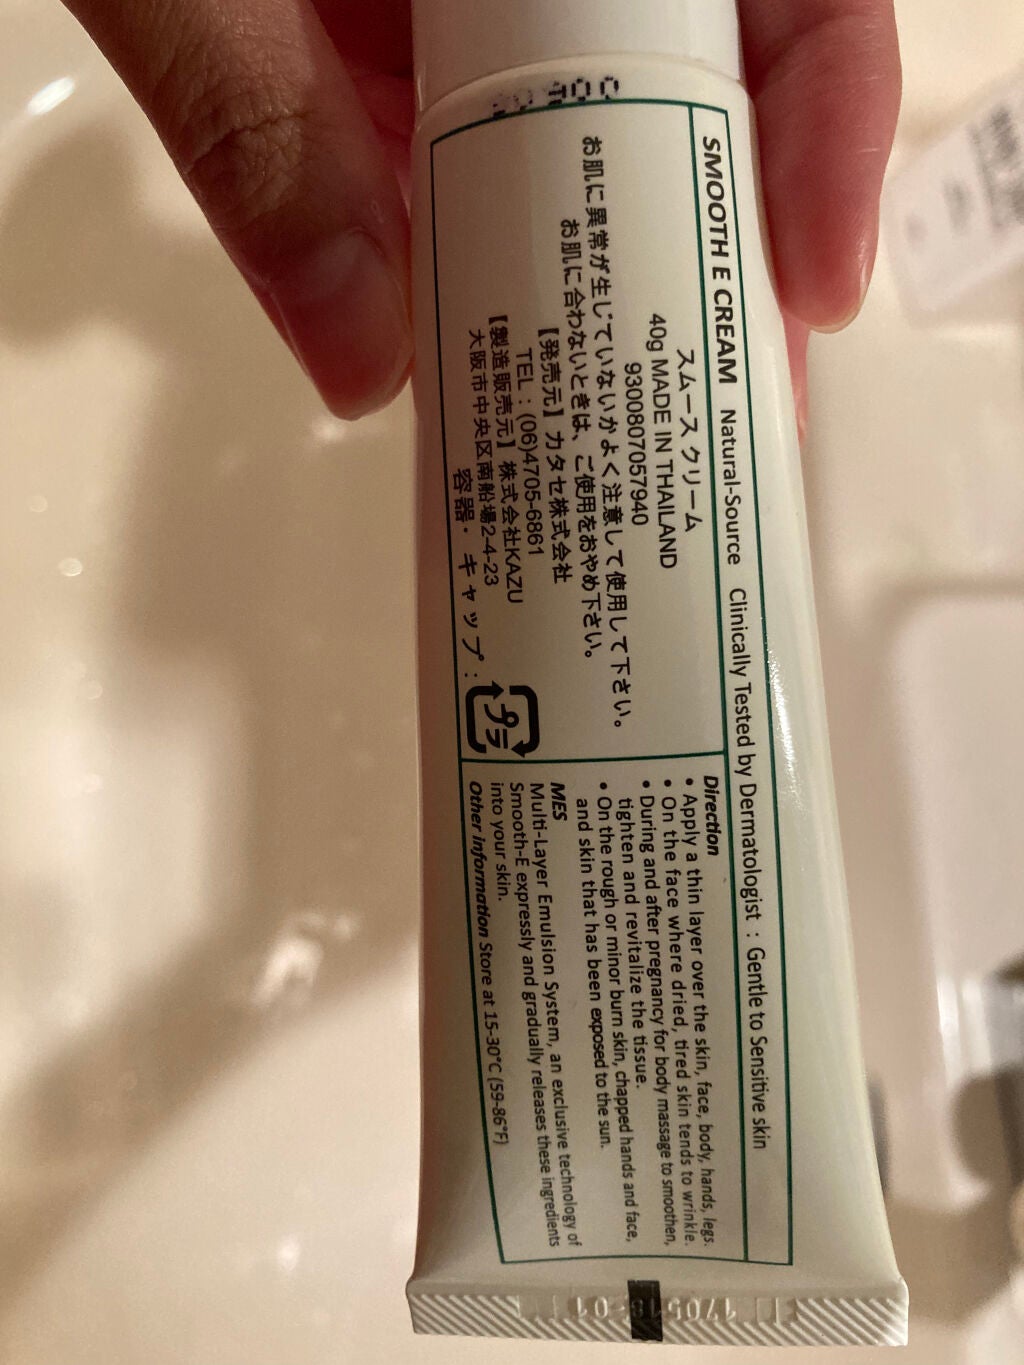 SMOOTH E CREAM Natural-Source Clinically Tested by Dermatologist : Gentle to Sensitive skin
スムース クリーム
40g MADE IN THAILAND
9300807057940
お肌に異常が生じていないかよく注意して使用して下さい。
お肌に合わないときは、ご使用をおやめ下さい。
【発売元】カタセ株式会社
TEL : (06)4705-6861
【製造販売元】株式会社KAZU
大阪市中央区南船場2-4-23
容器・キャップ :
プラ
Direction
• Apply a thin layer over the skin, face, body, hands, legs.
• On the face where dried, tired skin tends to wrinkle.
• During and after pregnancy for body massage to smoothen,
tighten and revitalize the tissue.
• On the rough or minor burn skin, chapped hands and face,
and skin that has been exposed to the sun.
MES
Multi-Layer Emulsion System, an exclusive technology of
Smooth-E expressly and gradually releases these ingredients
into your skin.
Other information Store at 15-30°C (59-86°F)